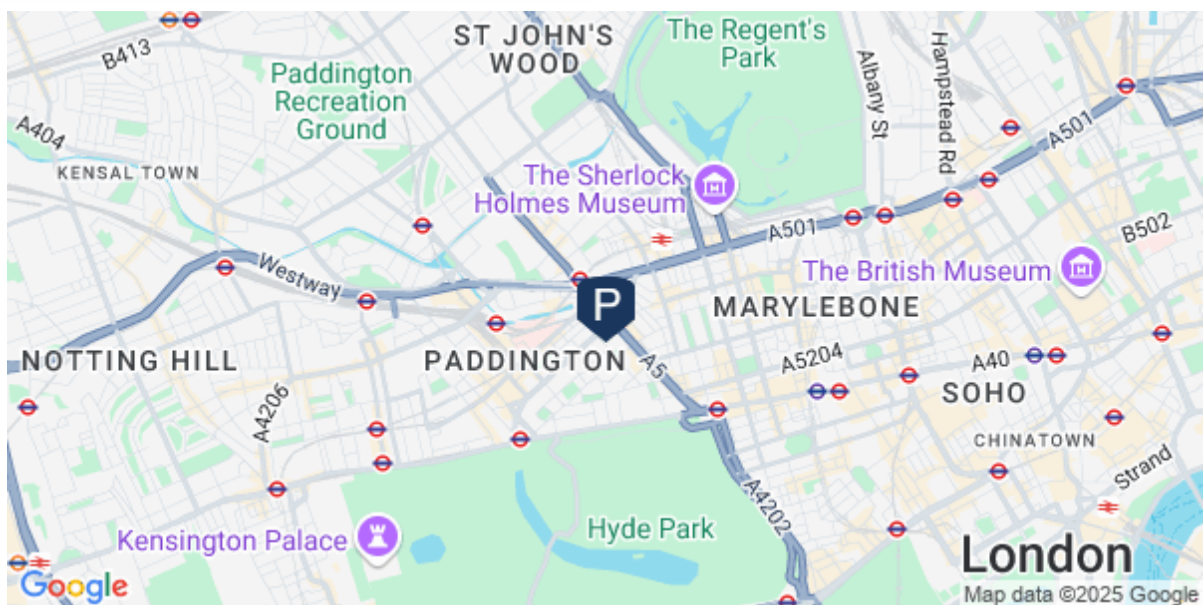 B413
ST JOHN'S
WOOD
The Regent's
Park
Albany St
Hampstead Rd
Paddington
Recreation
Ground
A404
A501
KENSAL TOWN
The Sherlock
Holmes Museum
A501
B502
Westway
The British Museum
P
MARYLEBONE
NOTTING HILL
PADDINGTON
A5
A5204
A40
A4206
SOHO
CHINATOWN
Strand
A4202
Kensington Palace
Hyde Park
London
Google
Map data ©2025 Google